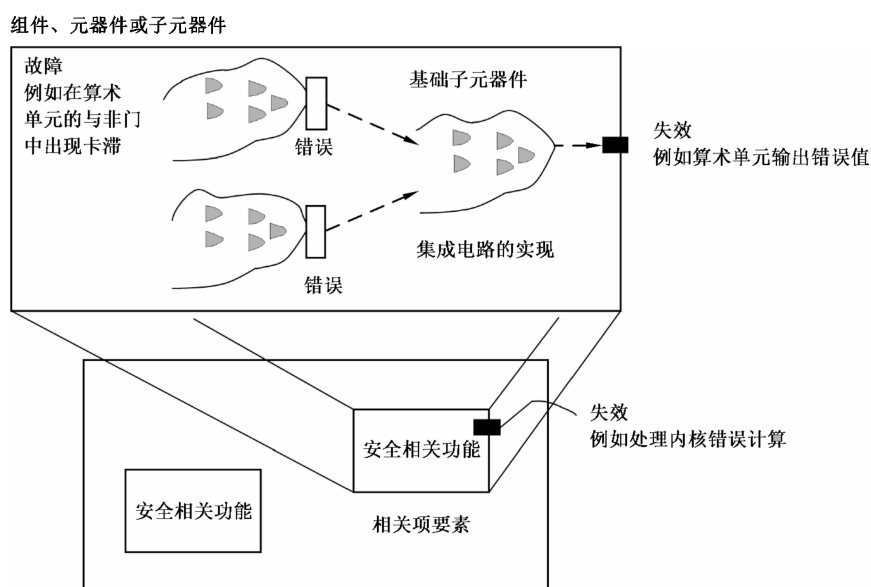 组件、元器件或子元器件
故障
例如在算术
单元的与非门
中出现卡滞
错误
基础子元器件
失效
例如算术单元输出错误值
错误
集成电路的实现
安全相关功能
失效
例如处理内核错误计算
安全相关功能
相关项要素